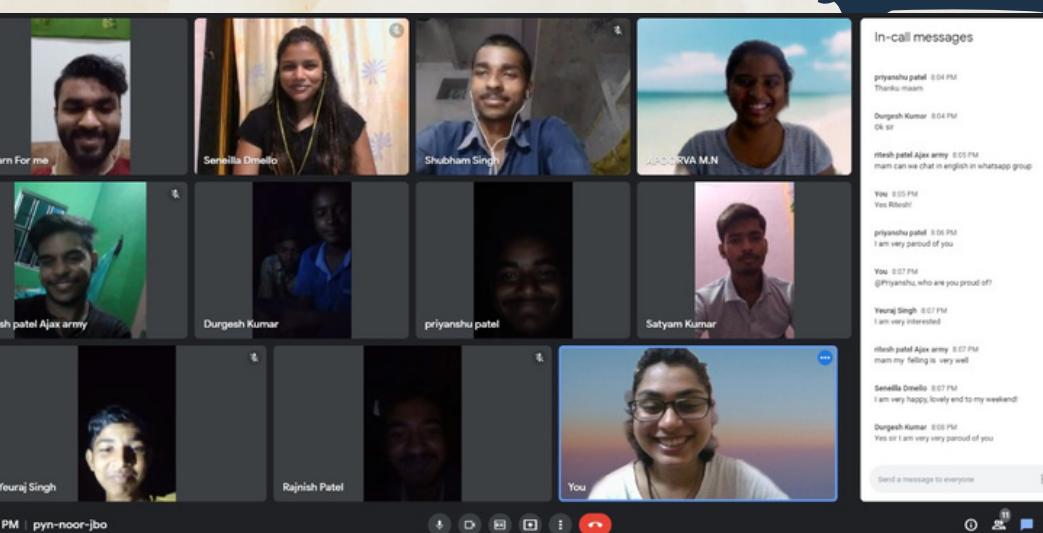 rn For me
Seneilla Dmello
Shubham Singh
APOORVA M.N
sh patel Ajax army
Durgesh Kumar
priyanshu patel
Satyam Kumar
Yeuraj Singh
Rajnish Patel
You
PM | pyn-noor-jbo
11
In-call messages
priyanshu patel 8:04 PM
Thanku maam
Durgesh Kumar 8:04 PM
Ok sir
ritesh patel Ajax army 8:05 PM
mam can we chat in english in whatsapp group
You 8:05 PM
Yes Ritesh!
priyanshu patel 8:06 PM
I am very paroud of you
You 8:07 PM
@Priyanshu, who are you proud of?
Yeuraj Singh 8:07 PM
I am very interested
ritesh patel Ajax army 8:07 PM
mam my felling is very well
Seneilla Dmello 8:07 PM
I am very happy, lovely end to my weekend!
Durgesh Kumar 8:08 PM
Yes sir I am very very paroud of you
Send a message to everyone